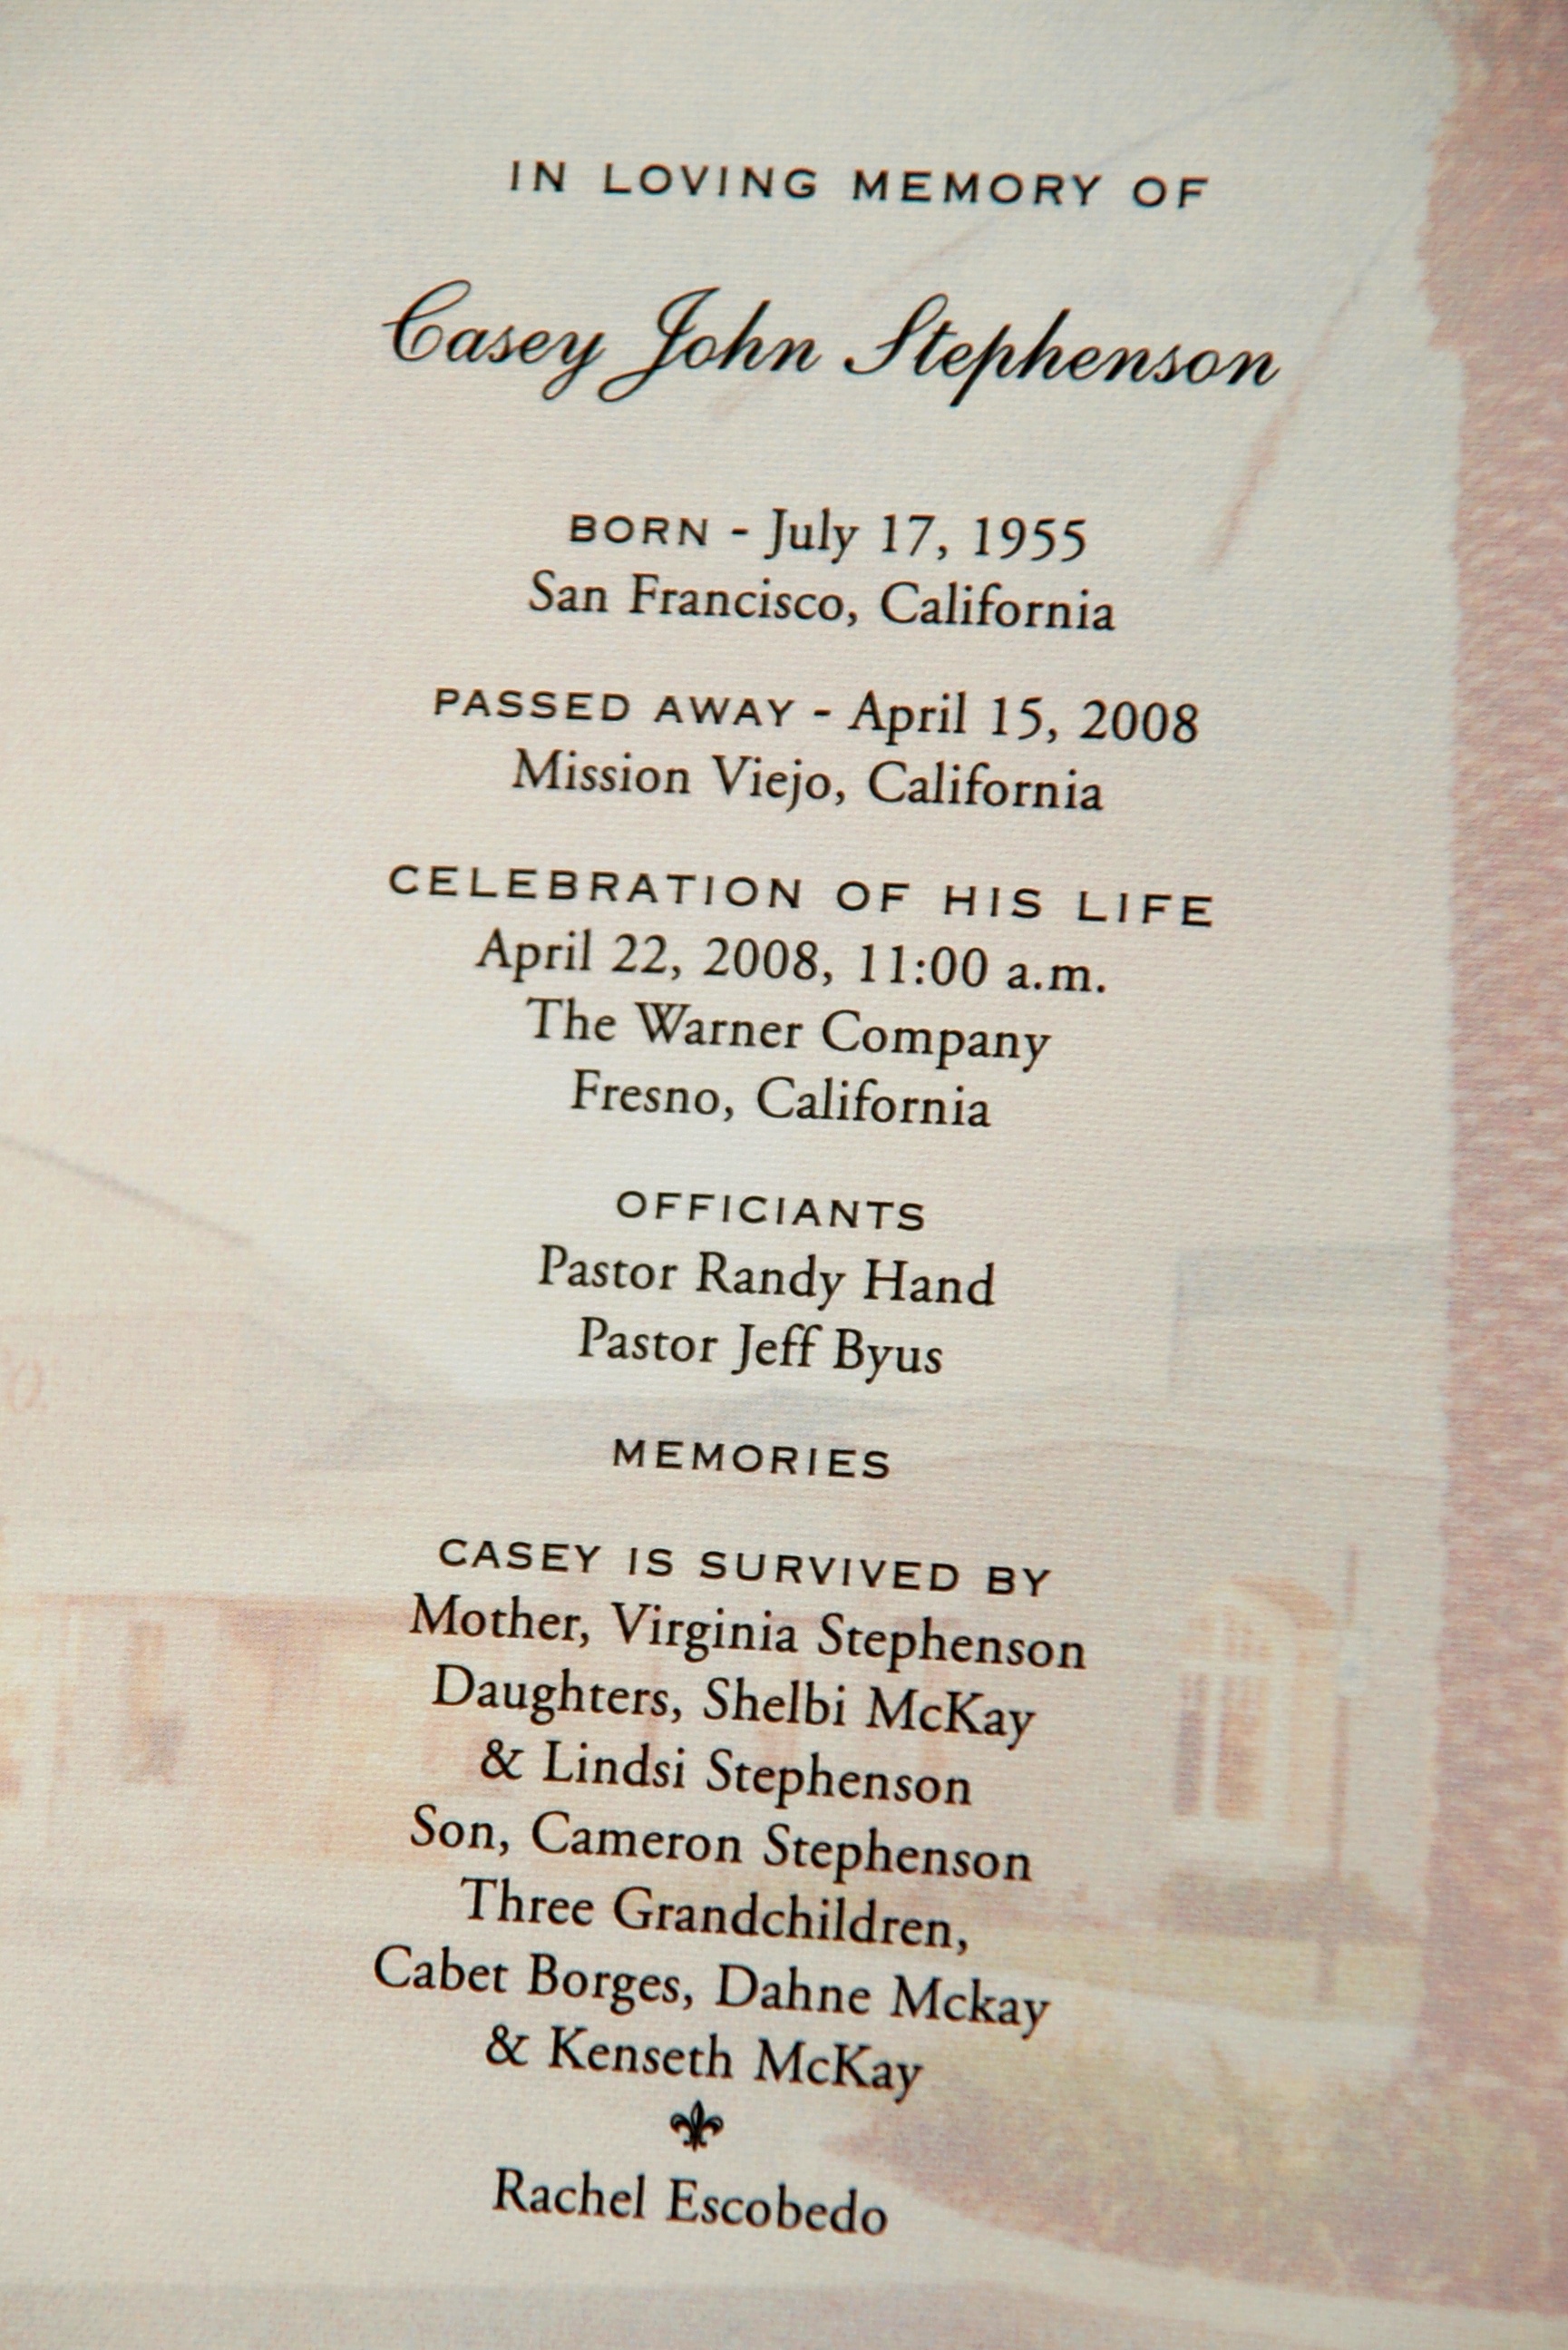 IN LOVING MEMORY OF
Casey John Stephenson
BORN - July 17, 1955
San Francisco, California
PASSED AWAY - April 15, 2008
Mission Viejo, California
CELEBRATION OF HIS LIFE
April 22, 2008, 11:00 a.m.
The Warner Company
Fresno, California
OFFICIANTS
Pastor Randy Hand
Pastor Jeff Byus
MEMORIES
CASEY IS SURVIVED BY
Mother, Virginia Stephenson
Daughters, Shelbi McKay
& Lindsi Stephenson
Son, Cameron Stephenson
Three Grandchildren,
Cabet Borges, Dahne Mckay
& Kenseth McKay
Rachel Escobedo